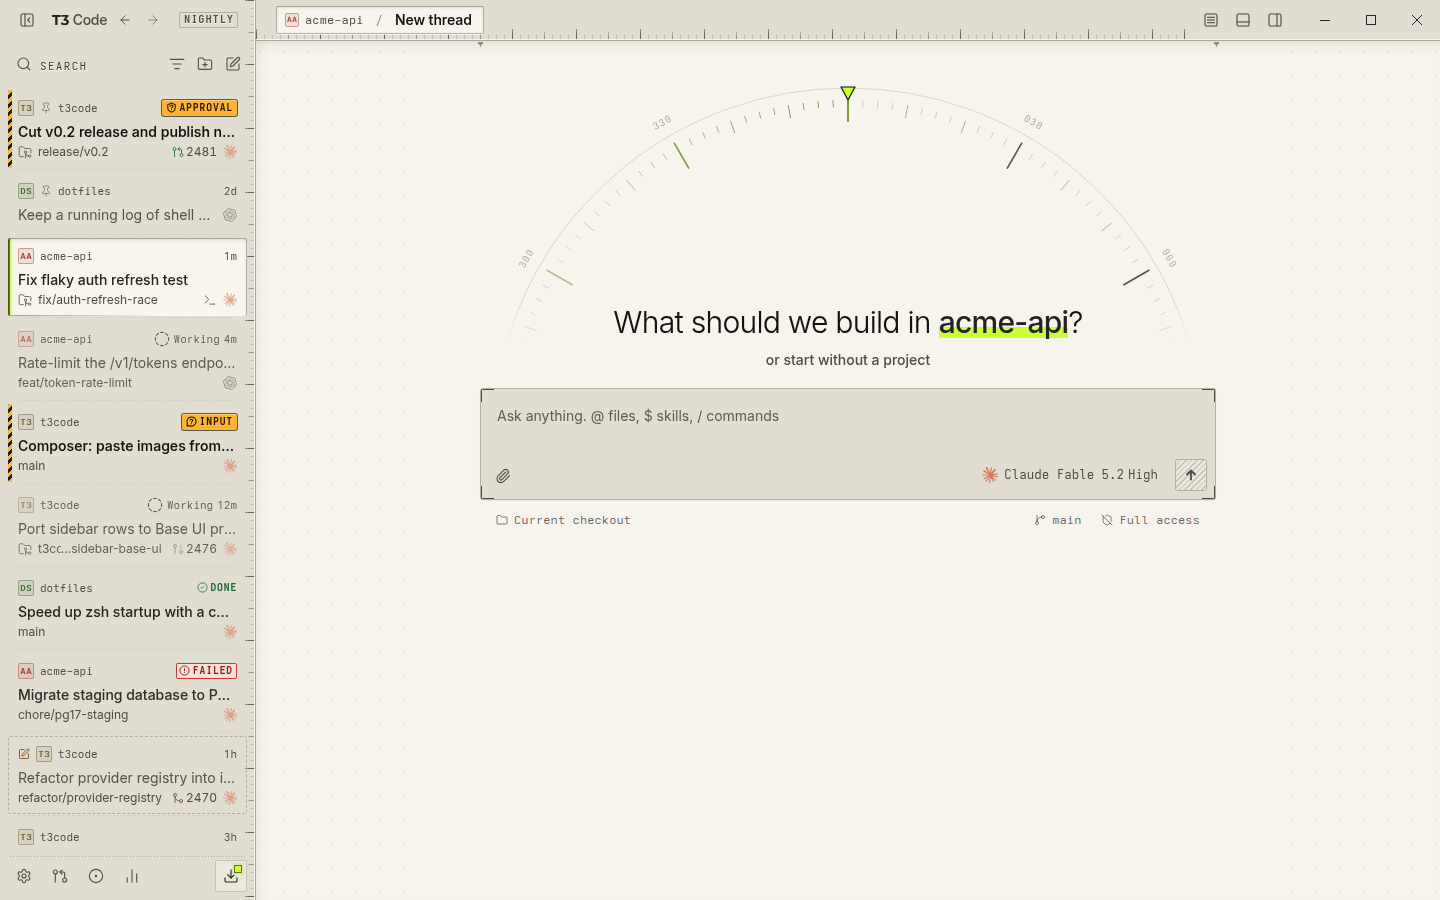 T3 Code
NIGHTLY
AA acme-api / New thread
SEARCH
T3 t3code APPROVAL
Cut v0.2 release and publish n...
release/v0.2 2481
DS dotfiles 2d
Keep a running log of shell ...
AA acme-api 1m
Fix flaky auth refresh test
fix/auth-refresh-race
AA acme-api Working 4m
Rate-limit the /v1/tokens endpo...
feat/token-rate-limit
T3 t3code INPUT
Composer: paste images from...
main
T3 t3code Working 12m
Port sidebar rows to Base UI pr...
t3cc...sidebar-base-ui 2476
DS dotfiles DONE
Speed up zsh startup with a c...
main
AA acme-api FAILED
Migrate staging database to P...
chore/pg17-staging
T3 t3code 1h
Refactor provider registry into i...
refactor/provider-registry 2470
T3 t3code 3h
300
330
030
060
What should we build in acme-api?
or start without a project
Ask anything. @ files, $ skills, / commands
Claude Fable 5.2 High
Current checkout
main
Full access